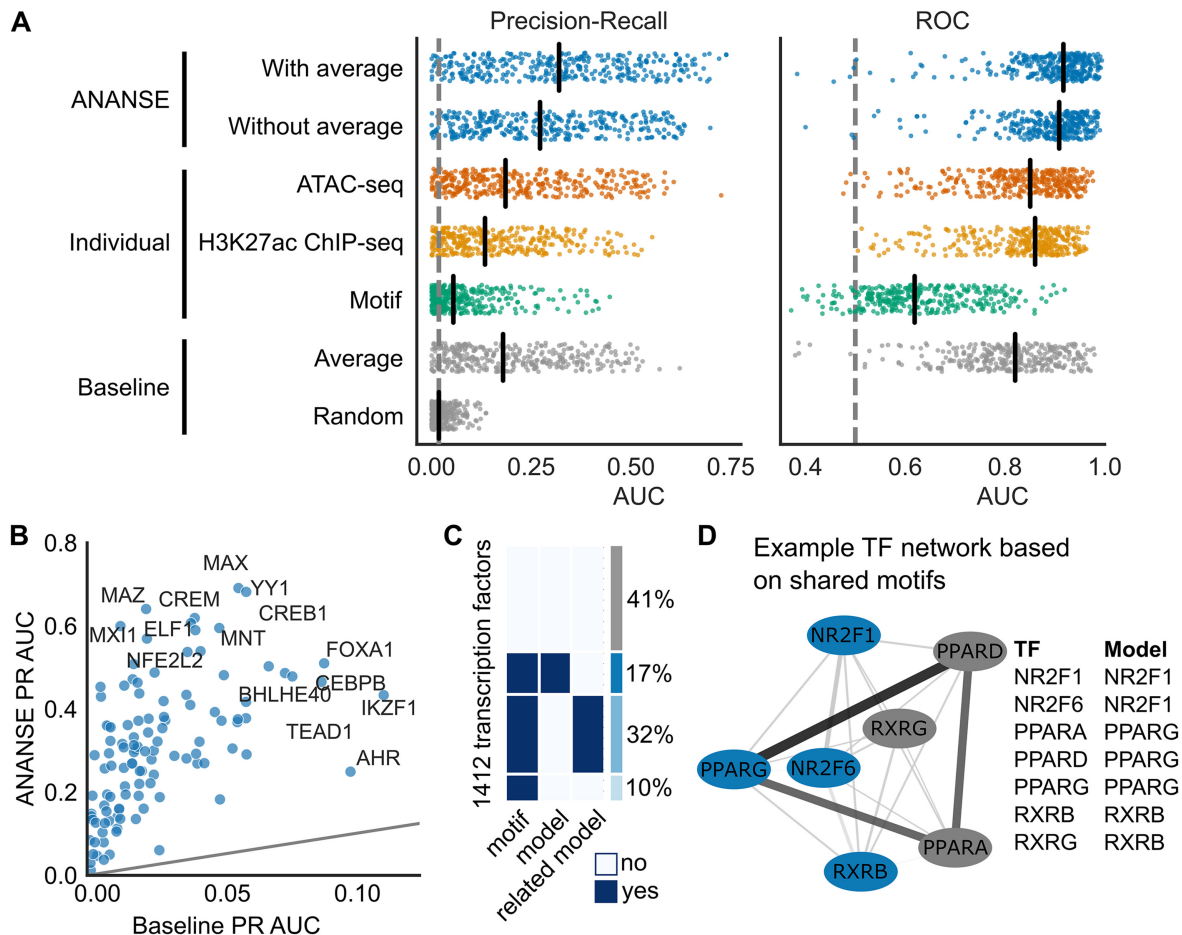 A
Precision-Recall
ROC
ANANSE
With average
Without average
Individual
ATAC-seq
H3K27ac ChIP-seq
Motif
Baseline
Average
Random
0.00 0.25 0.50 0.75
AUC
0.4 0.6 0.8 1.0
AUC
B
ANANSE PR AUC
0.8
0.6
0.4
0.2
0.0
MAX
MAZ
YY1
CREM
CREB1
MXI1
ELF1
MNT
NFE2L2
FOXA1
CEBPB
BHLHE40
IKZF1
TEAD1
AHR
0.00 0.05 0.10
Baseline PR AUC
C
1412 transcription factors
41%
17%
32%
10%
motif
model
related model
no
yes
D
Example TF network based
on shared motifs
NR2F1
PPARD
RXRG
PPARG
NR2F6
PPARA
RXRB
TF Model
NR2F1 NR2F1
NR2F6 NR2F1
PPARA PPARG
PPARD PPARG
PPARG PPARG
RXRB RXRB
RXRG RXRB